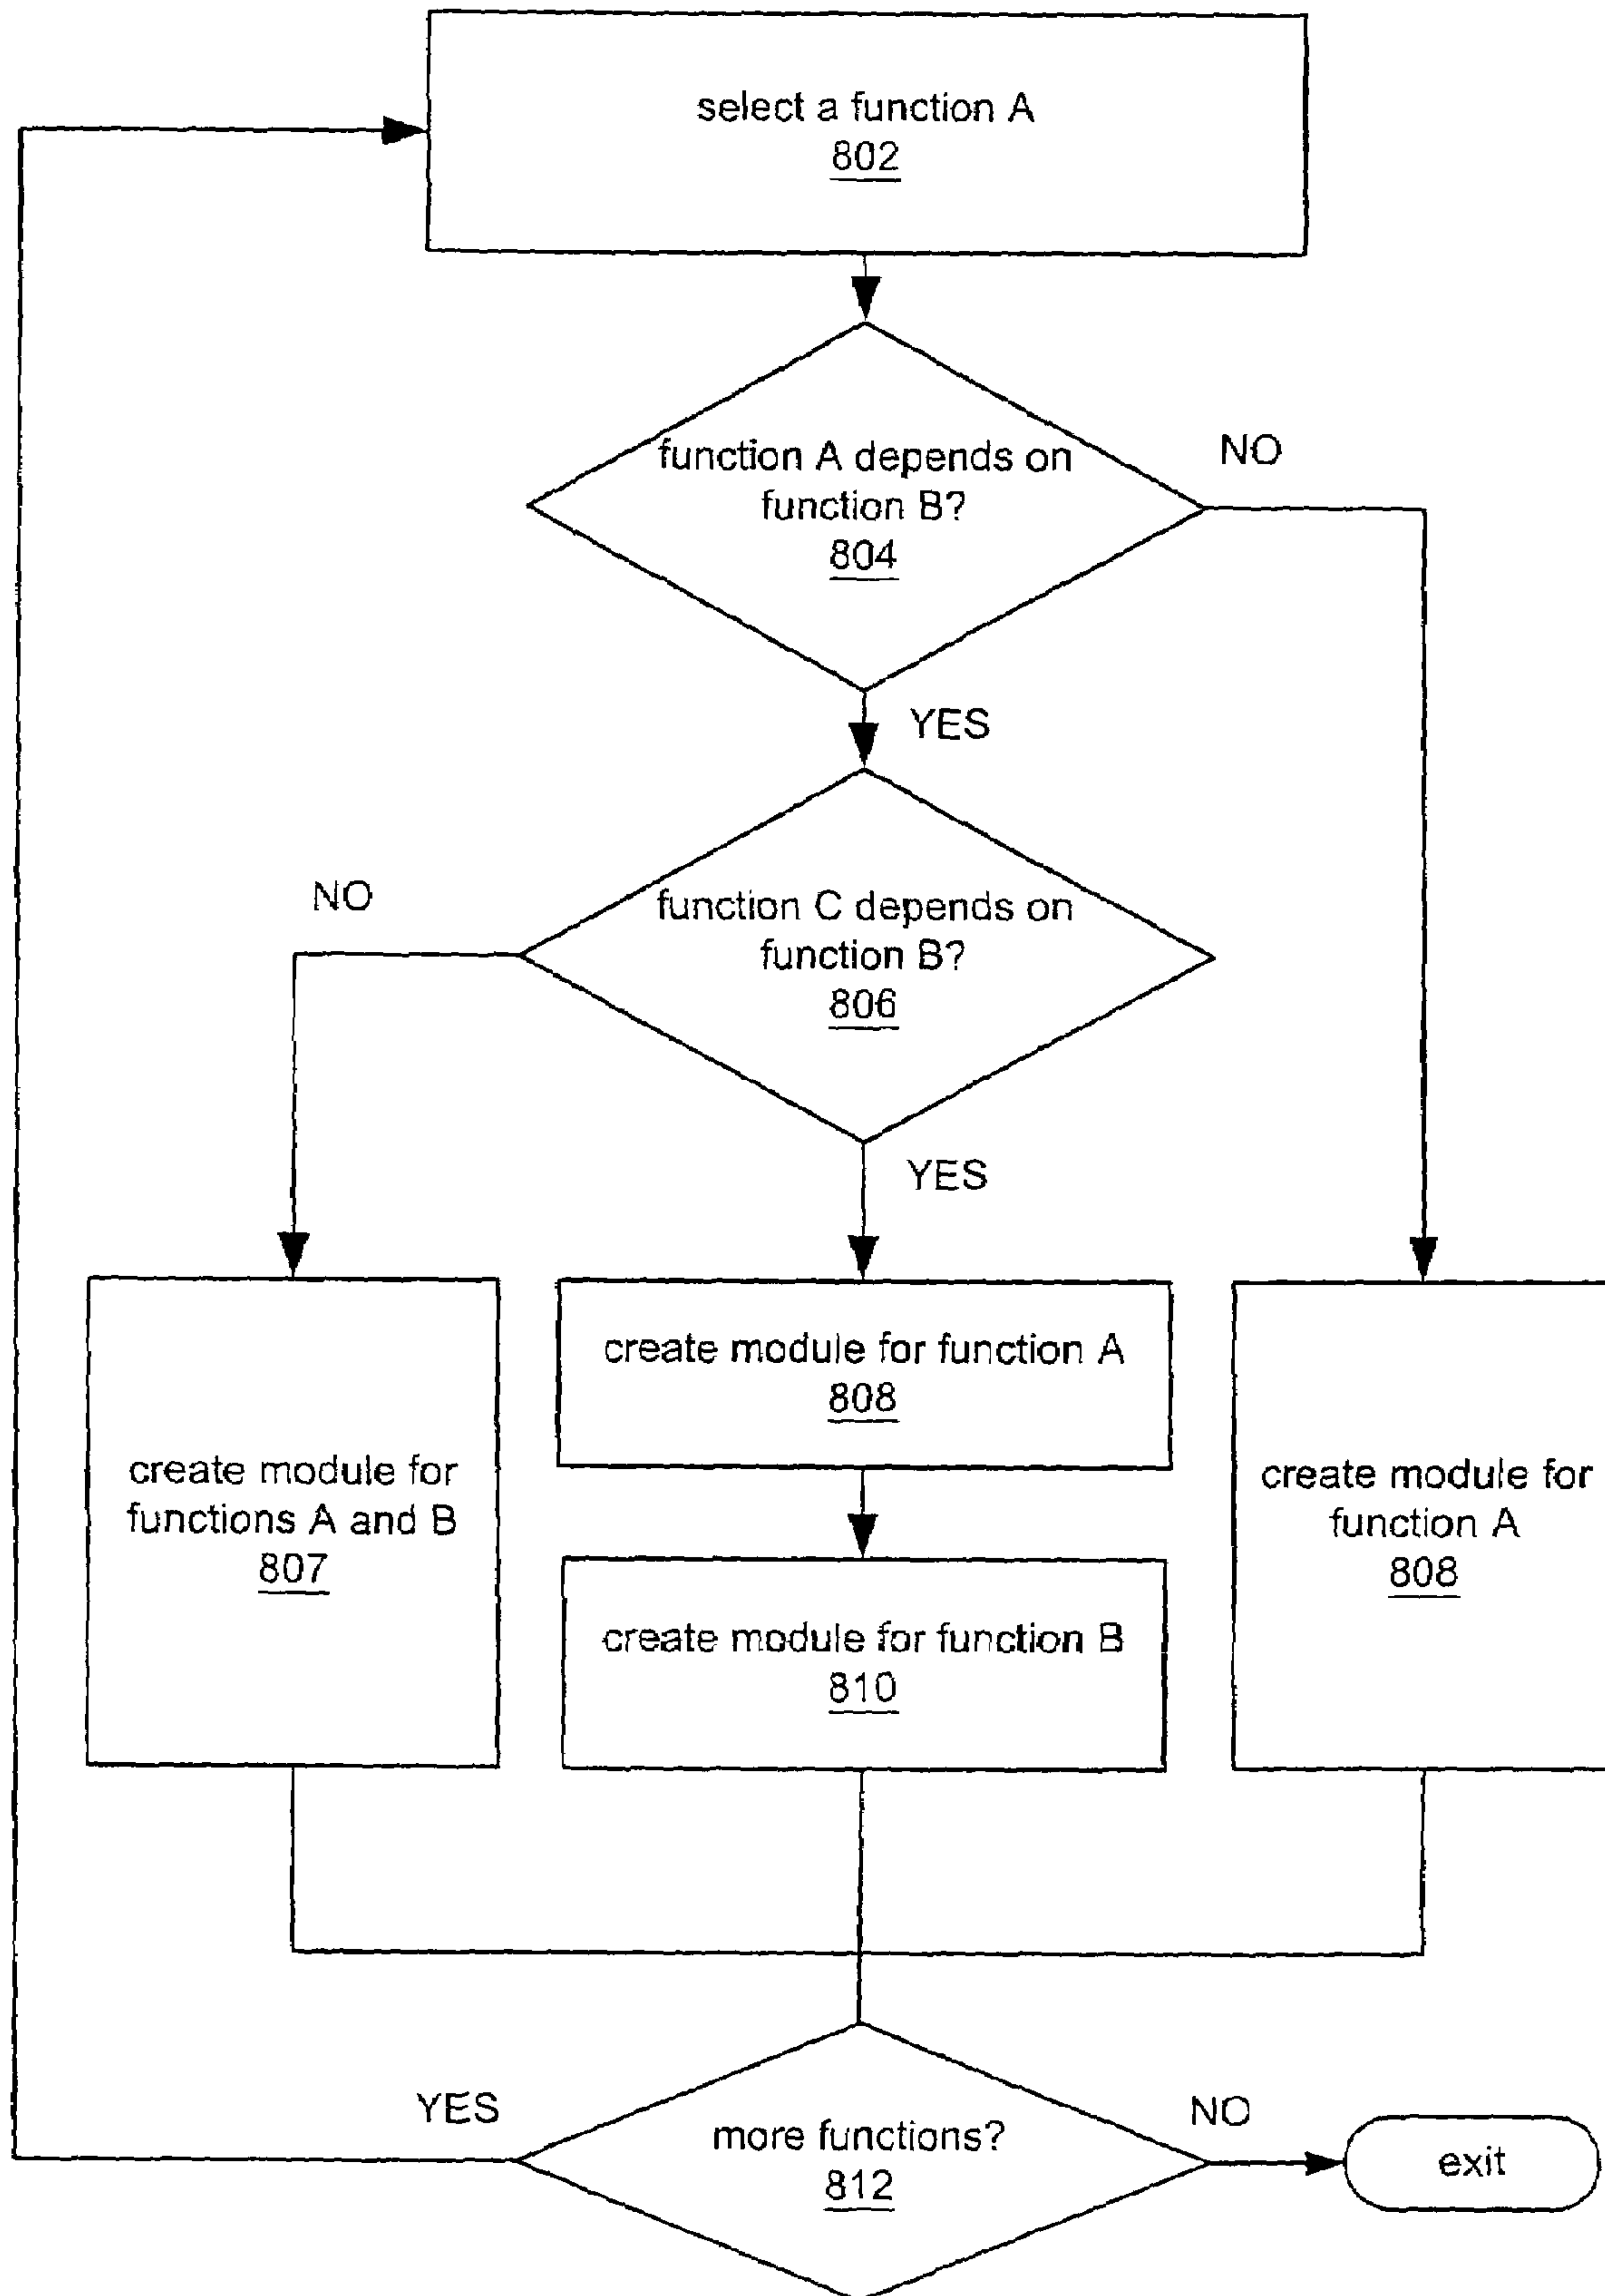 select a function A
802
function A depends on
function B?
804
NO
YES
function C depends on
function B?
806
NO
YES
create module for
functions A and B
807
create module for function A
808
create module for function B
810
create module for
function A
808
YES
more functions?
812
NO
exit